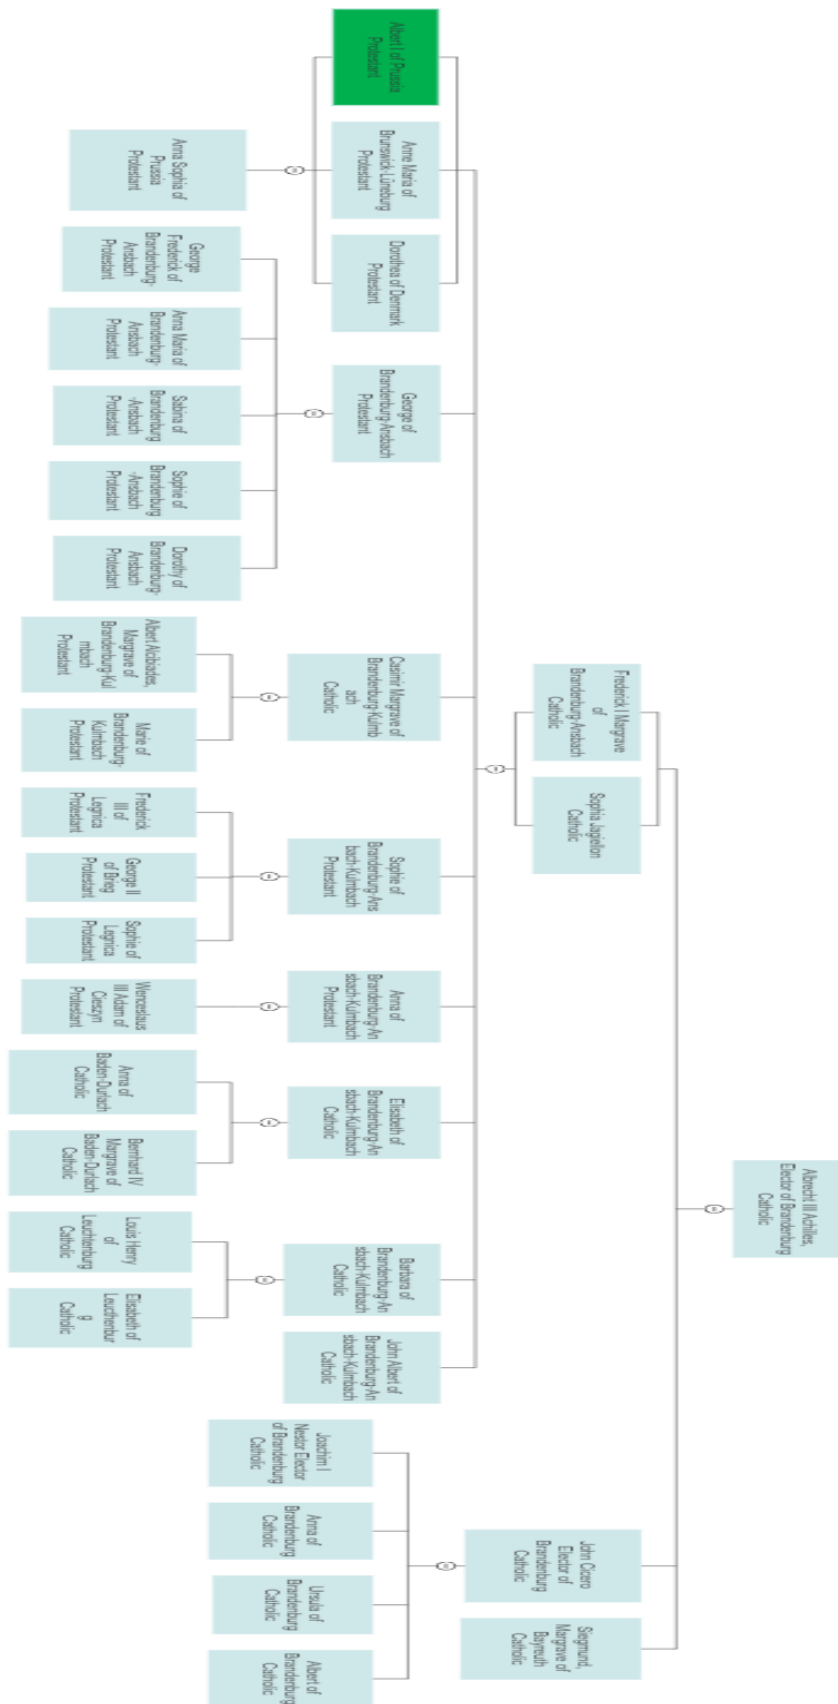 Albrecht III Achilles,
Elector of Brandenburg
Catholic
Frederick I Margrave
of
Brandenburg-Ansbach
Catholic
Sophia Jagiellon
Catholic
John Cicero
Elector of
Brandenburg
Catholic
Siegmund,
Margrave of
Bayreuth
Catholic
Albert I of Prussia
Protestant
Anne Maria of
Brunswick-Lüneburg
Protestant
Dorothea of Denmark
Protestant
George of
Brandenburg-Ansbach
Protestant
Casimir Margrave of
Brandenburg-Kulmb
ach
Catholic
Sophie of
Brandenburg-Ans
bach-Kulmbach
Protestant
Anna of
Brandenburg-An
sbach-Kulmbach
Protestant
Elisabeth of
Brandenburg-An
sbach-Kulmbach
Catholic
Barbara of
Brandenburg-An
sbach-Kulmbach
Catholic
John Albert of
Brandenburg-An
sbach-Kulmbach
Catholic
Joachim I
Nestor Elector
of Brandenburg
Catholic
Anna of
Brandenburg
Catholic
Ursula of
Brandenburg
Catholic
Albert of
Brandenburg
Catholic
Anna Sophia of
Prussia
Protestant
George
Frederick of
Brandenburg-
Ansbach
Protestant
Anna Maria of
Brandenburg-
Ansbach
Protestant
Sabina of
Brandenburg
-Ansbach
Protestant
Sophie of
Brandenburg
-Ansbach
Protestant
Dorothy of
Brandenburg-
Ansbach
Protestant
Albert Alcibiades,
Margrave of
Brandenburg-Kul
mbach
Protestant
Marie of
Brandenburg-
Kulmbach
Protestant
Frederick
III of
Legnica
Protestant
George II
of Brieg
Protestant
Sophie of
Legnica
Protestant
Wenceslaus
III Adam of
Cieszyn
Protestant
Anna of
Baden-Durlach
Catholic
Bernhard IV
Margrave of
Baden-Durlach
Catholic
Louis Henry
of
Leuchtenburg
Catholic
Elisabeth of
Leucthenbur
g
Catholic